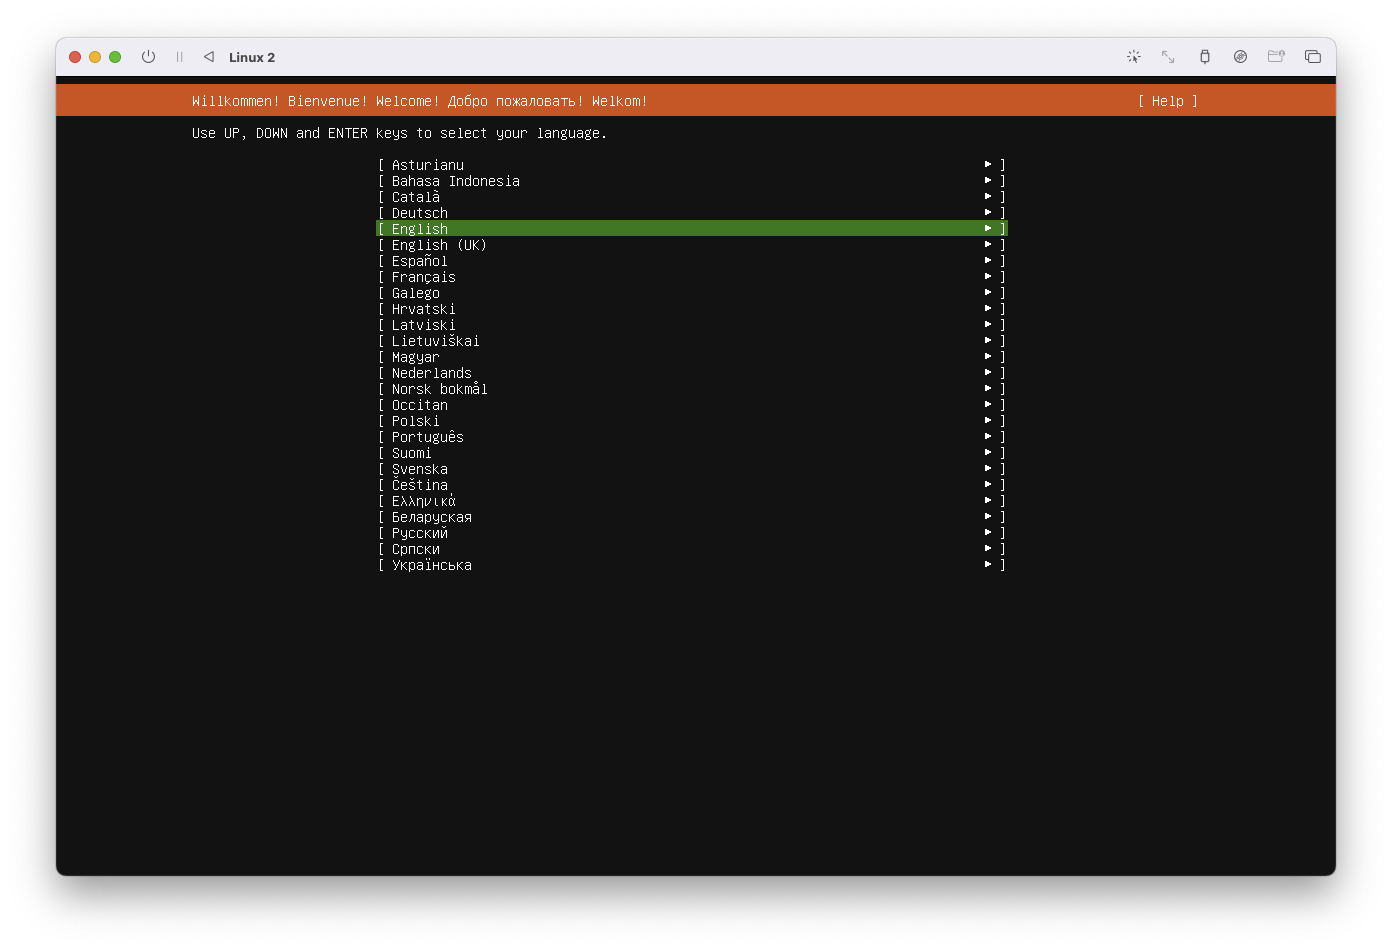 Linux 2
Willkommen! Bienvenue! Welcome! Добро пожаловать! Welkom! [ Help ]
Use UP, DOWN and ENTER keys to select your language.
[ Asturianu ▸ ]
[ Bahasa Indonesia ▸ ]
[ Català ▸ ]
[ Deutsch ▸ ]
[ English ▸ ]
[ English (UK) ▸ ]
[ Español ▸ ]
[ Français ▸ ]
[ Galego ▸ ]
[ Hrvatski ▸ ]
[ Latviski ▸ ]
[ Lietuviškai ▸ ]
[ Magyar ▸ ]
[ Nederlands ▸ ]
[ Norsk bokmål ▸ ]
[ Occitan ▸ ]
[ Polski ▸ ]
[ Português ▸ ]
[ Suomi ▸ ]
[ Svenska ▸ ]
[ Čeština ▸ ]
[ Ελληνικά ▸ ]
[ Беларуская ▸ ]
[ Русский ▸ ]
[ Српски ▸ ]
[ Українська ▸ ]